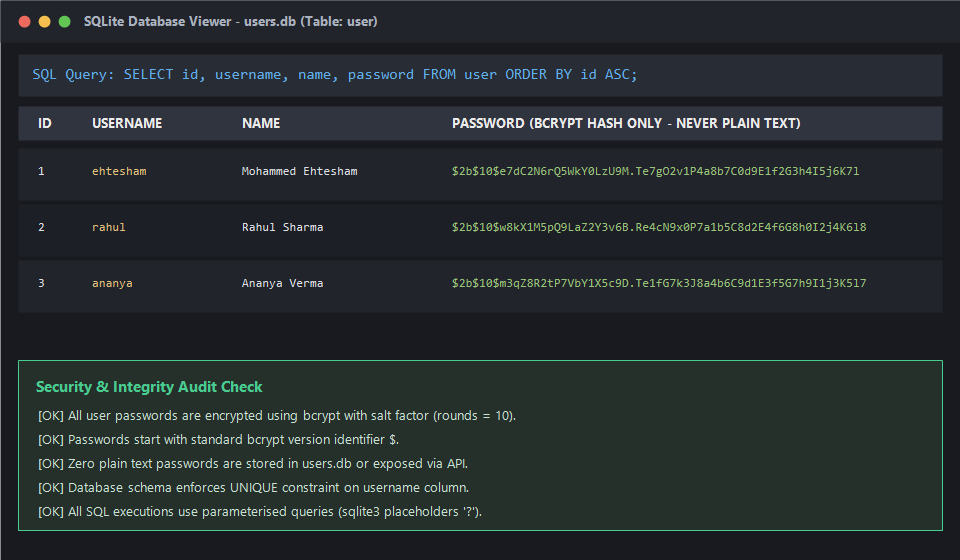 SQLite Database Viewer - users.db (Table: user)
SQL Query: SELECT id, username, name, password FROM user ORDER BY id ASC;
ID USERNAME NAME PASSWORD (BCRYPT HASH ONLY - NEVER PLAIN TEXT)
1 ehtesham Mohammed Ehtesham $2b$10$e7dC2N6rQ5WkY0LzU9M.Te7gO2v1P4a8b7C0d9E1f2G3h4I5j6K7l
2 rahul Rahul Sharma $2b$10$w8kX1M5pQ9LaZ2Y3v6B.Re4cN9x0P7a1b5C8d2E4f6G8h0I2j4K6l8
3 ananya Ananya Verma $2b$10$m3qZ8R2tP7VbY1X5c9D.Te1fG7k3J8a4b6C9d1E3f5G7h9I1j3K5l7
Security & Integrity Audit Check
[OK] All user passwords are encrypted using bcrypt with salt factor (rounds = 10).
[OK] Passwords start with standard bcrypt version identifier $.
[OK] Zero plain text passwords are stored in users.db or exposed via API.
[OK] Database schema enforces UNIQUE constraint on username column.
[OK] All SQL executions use parameterised queries (sqlite3 placeholders '?').